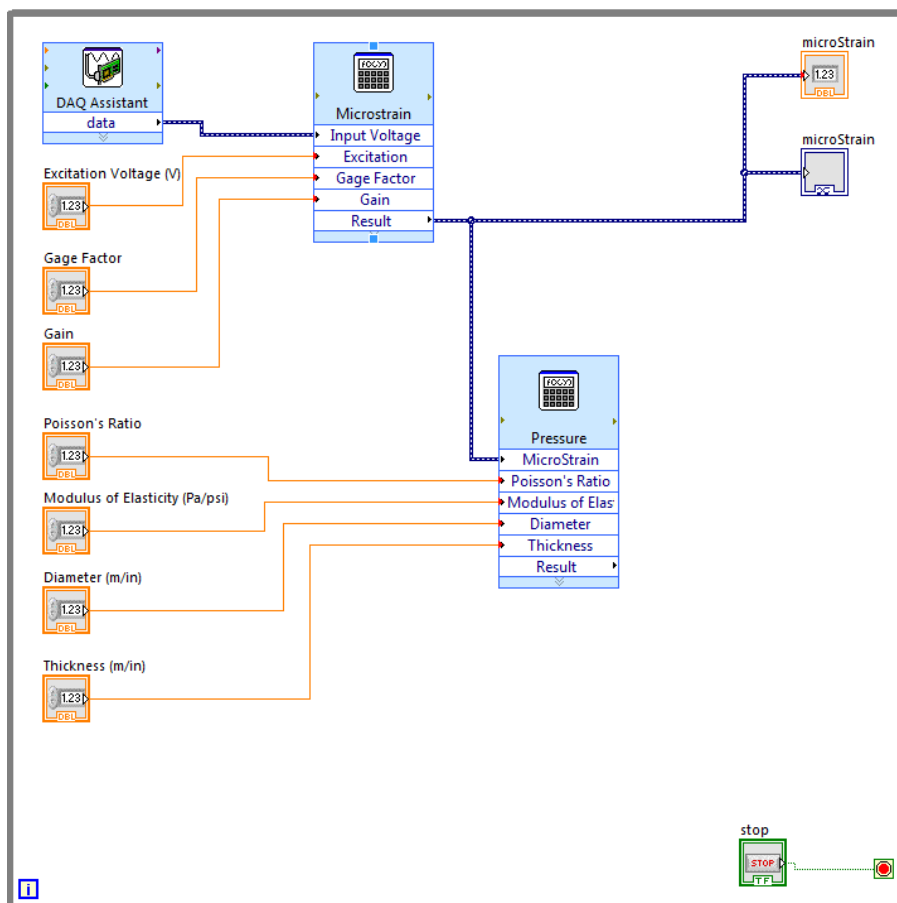 microStrain
1.23
DBL
f(x,y)
DAQ Assistant
data
Microstrain
Input Voltage
Excitation
Gage Factor
Gain
Result
microStrain
Excitation Voltage (V)
1.23
DBL
Gage Factor
1.23
DBL
Gain
1.23
DBL
f(x,y)
Pressure
MicroStrain
Poisson's Ratio
Modulus of Elas
Diameter
Thickness
Result
Poisson's Ratio
1.23
DBL
Modulus of Elasticity (Pa/psi)
1.23
DBL
Diameter (m/in)
1.23
DBL
Thickness (m/in)
1.23
DBL
stop
STOP
TF
i